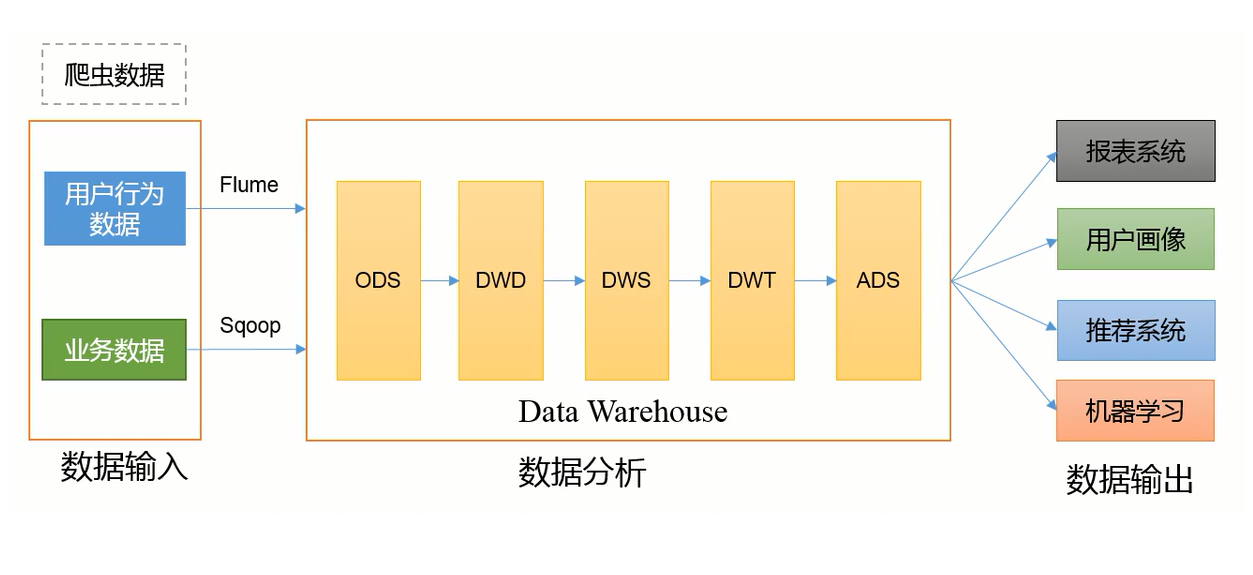 爬虫数据
用户行为
数据
业务数据
数据输入
Flume
Sqoop
ODS
DWD
DWS
DWT
ADS
Data Warehouse
数据分析
报表系统
用户画像
推荐系统
机器学习
数据输出